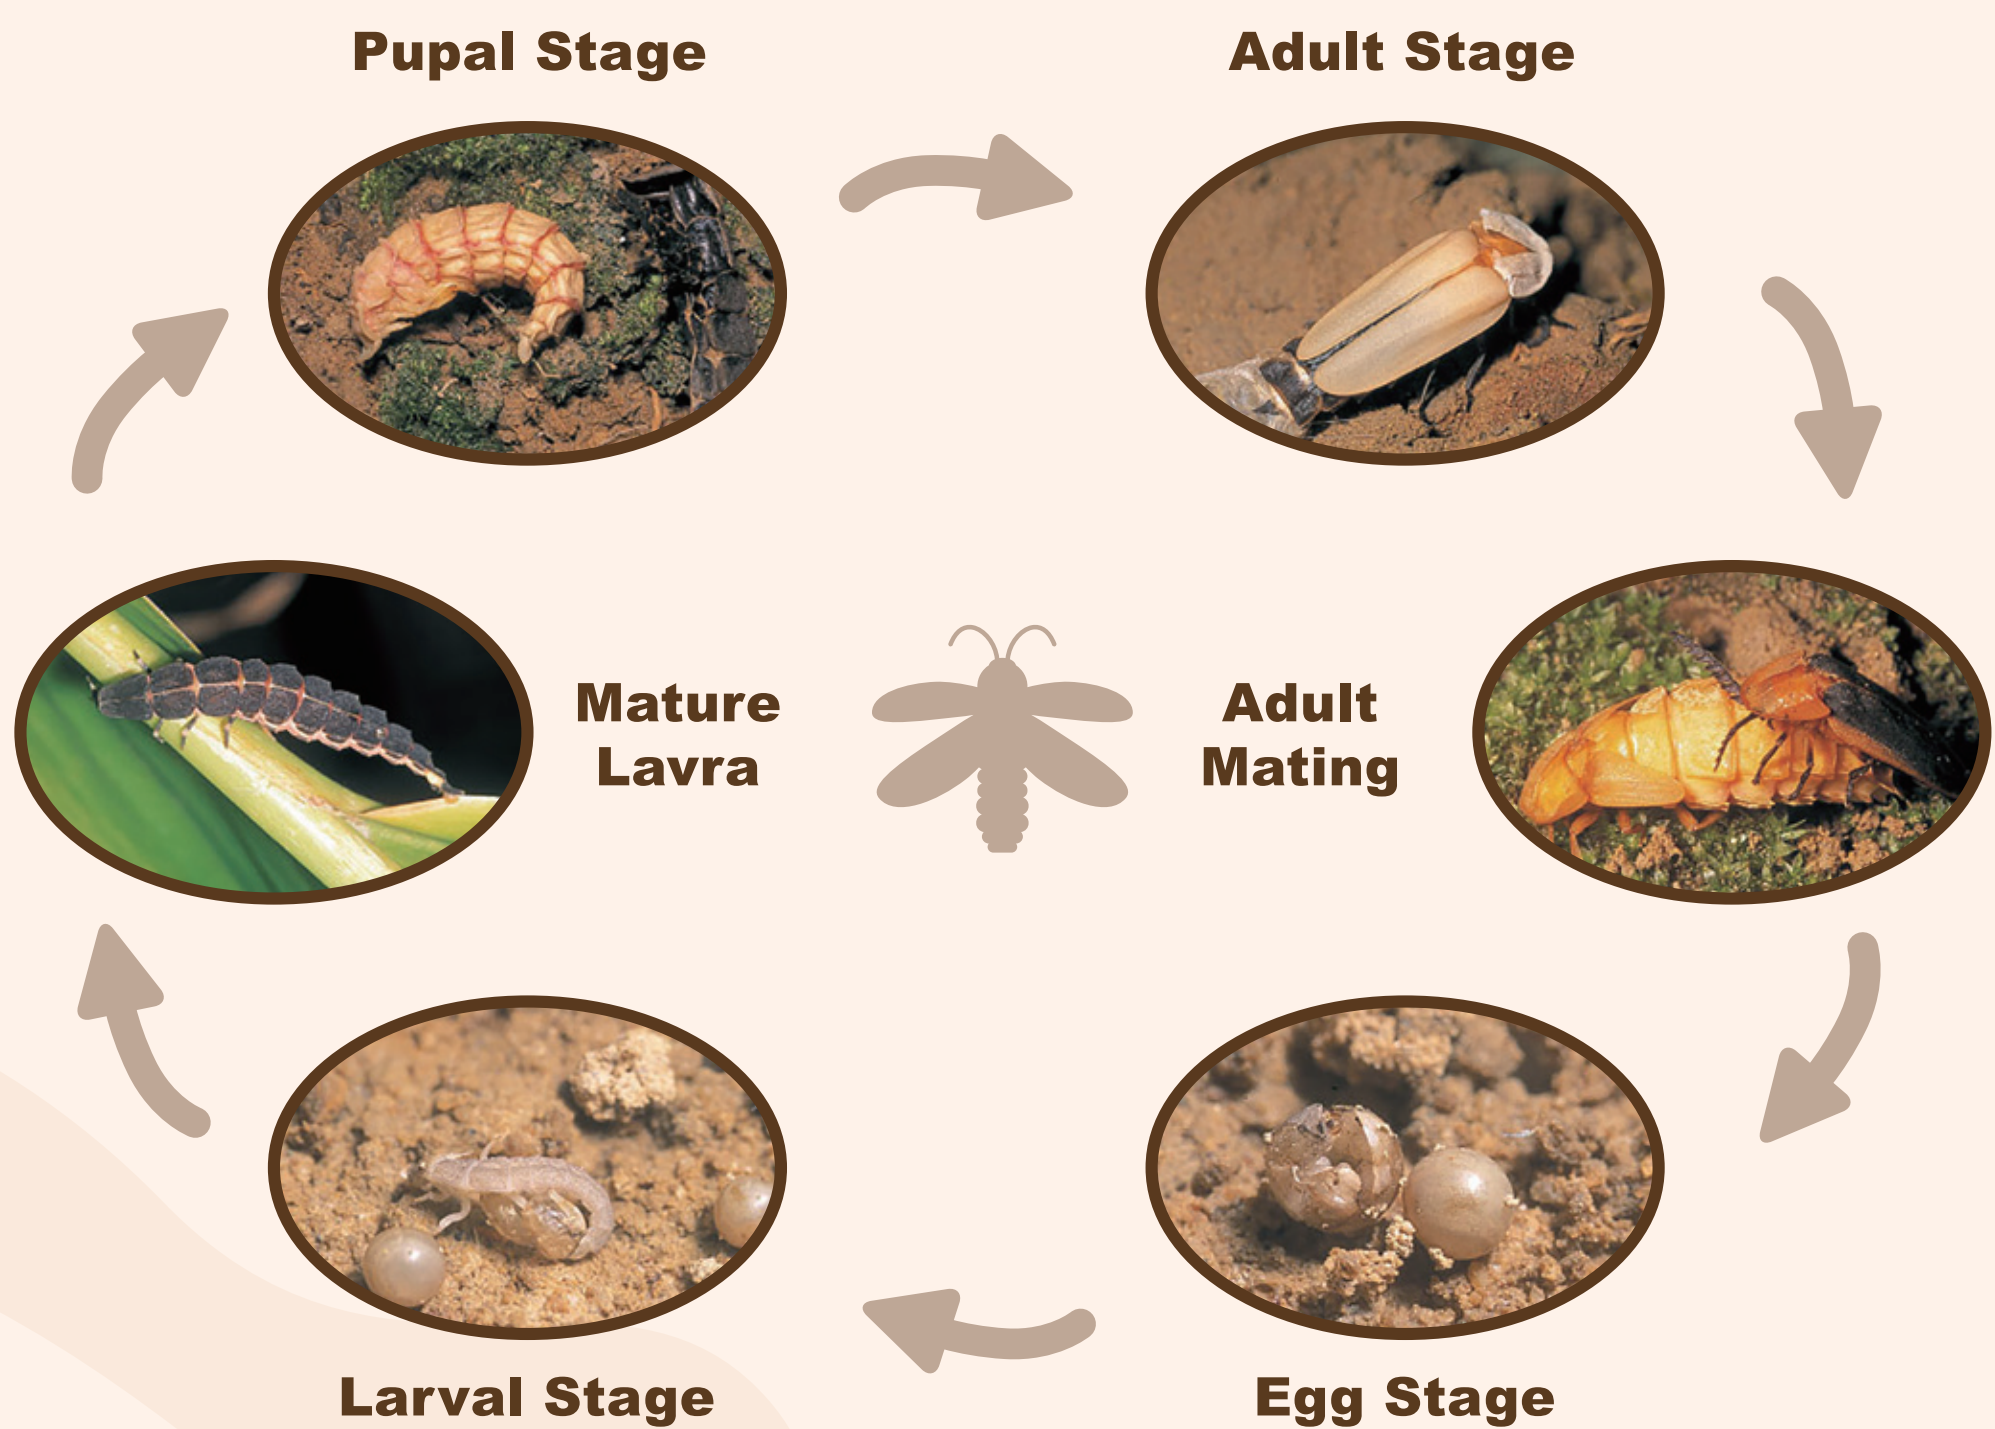 Pupal Stage
Adult Stage
Mature
Lavra
Adult
Mating
Larval Stage
Egg Stage